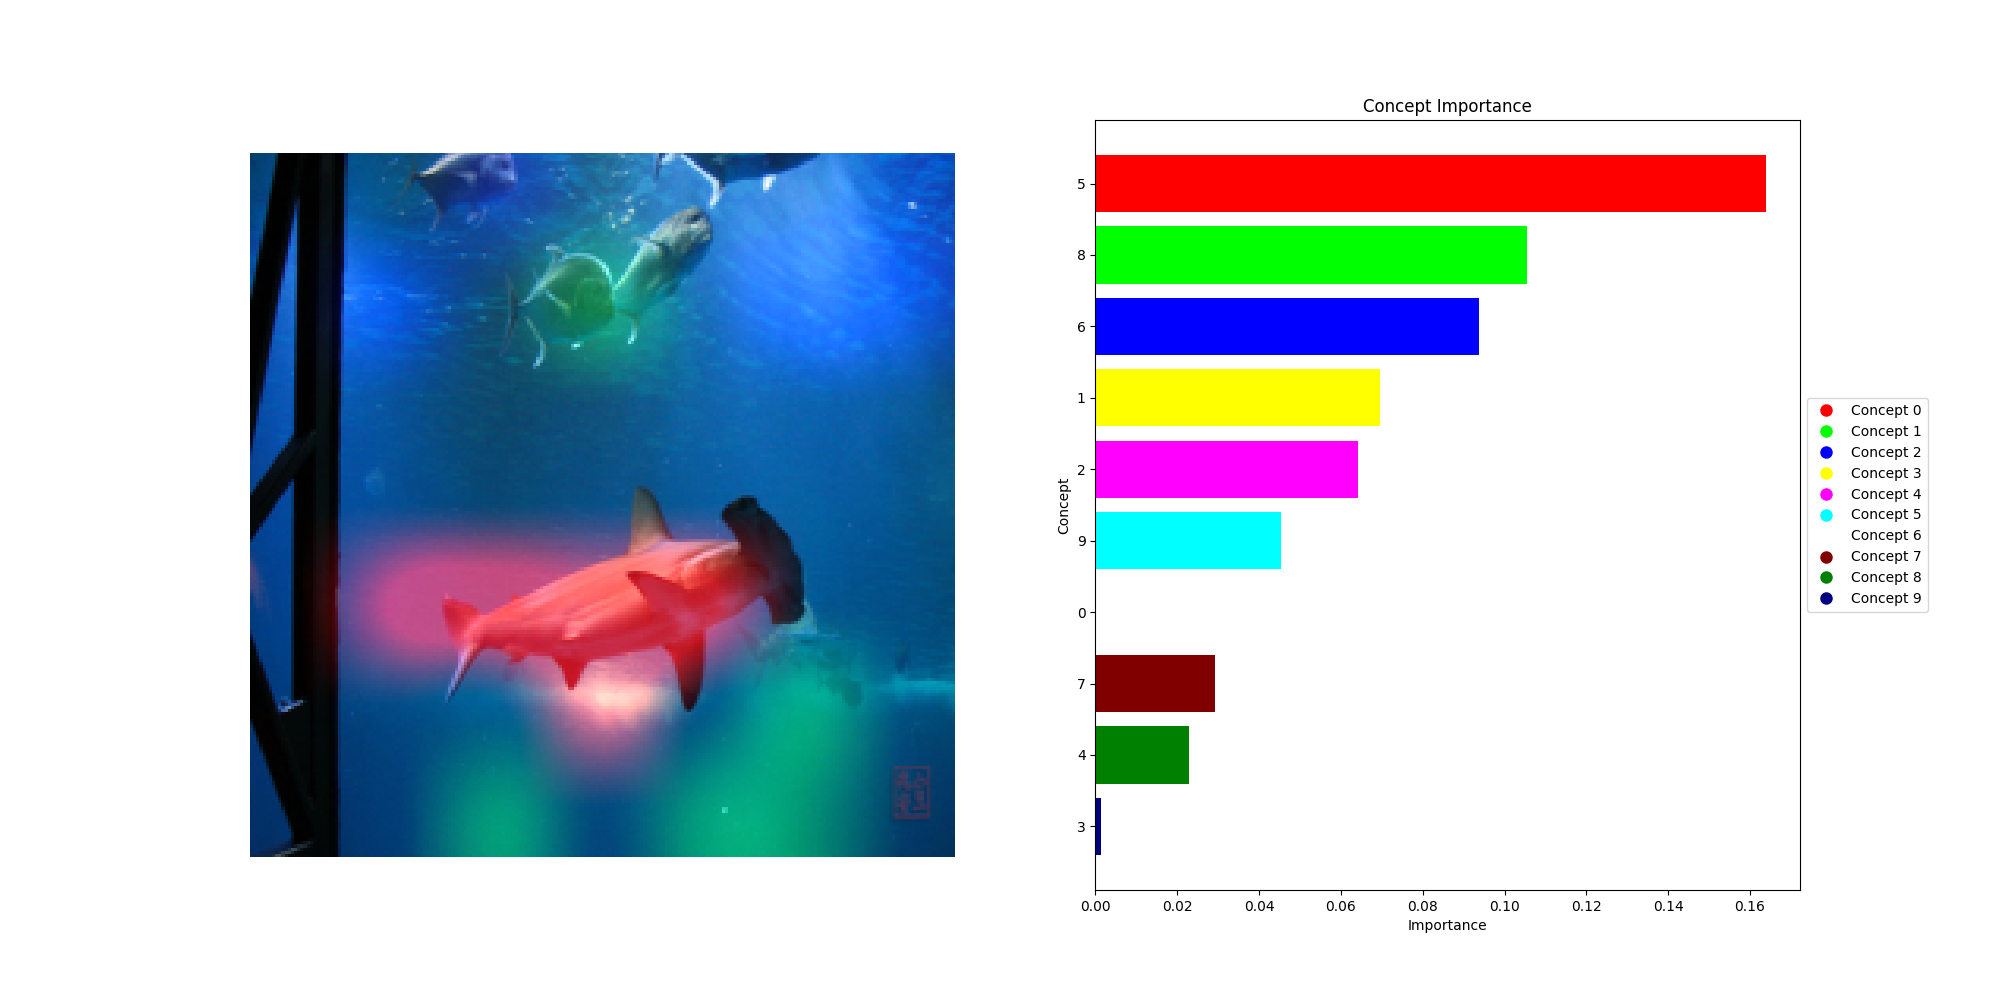 Concept Importance
Concept
5
8
6
1
2
9
0
7
4
3
0.00 0.02 0.04 0.06 0.08 0.10 0.12 0.14 0.16
Importance
Concept 0
Concept 1
Concept 2
Concept 3
Concept 4
Concept 5
Concept 6
Concept 7
Concept 8
Concept 9